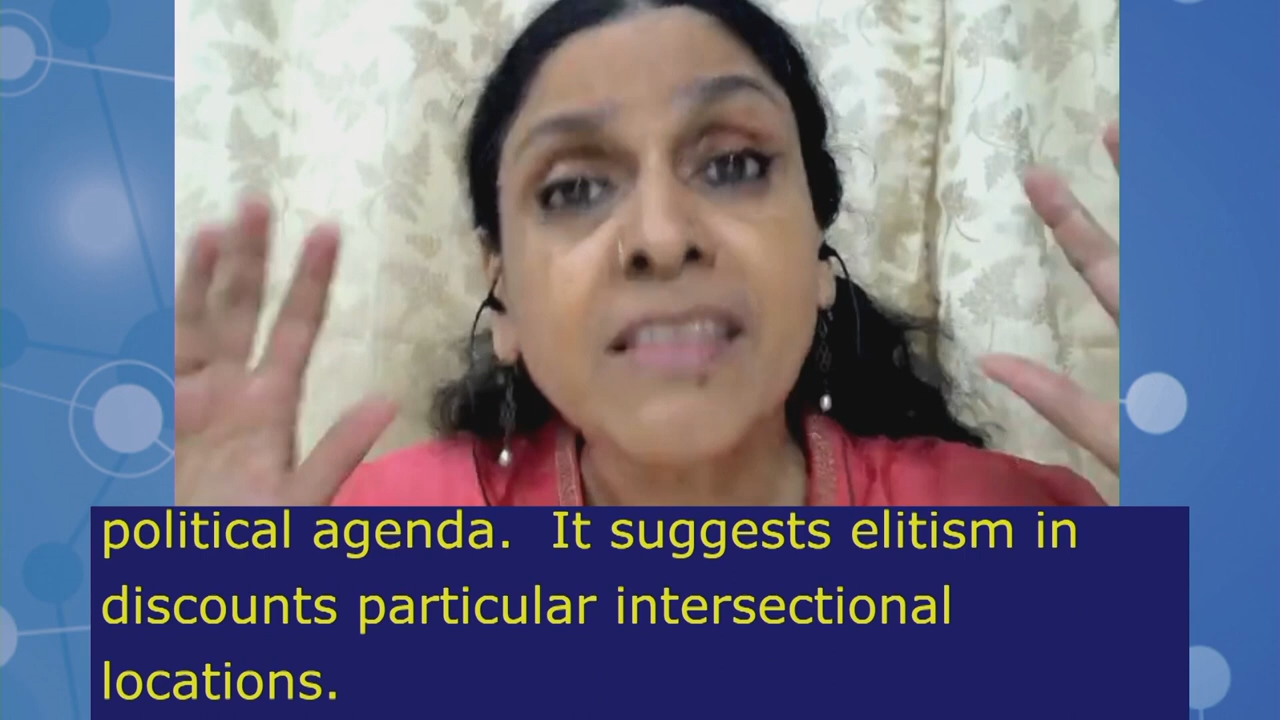 political agenda.  It suggests elitism in
discounts particular intersectional
locations.